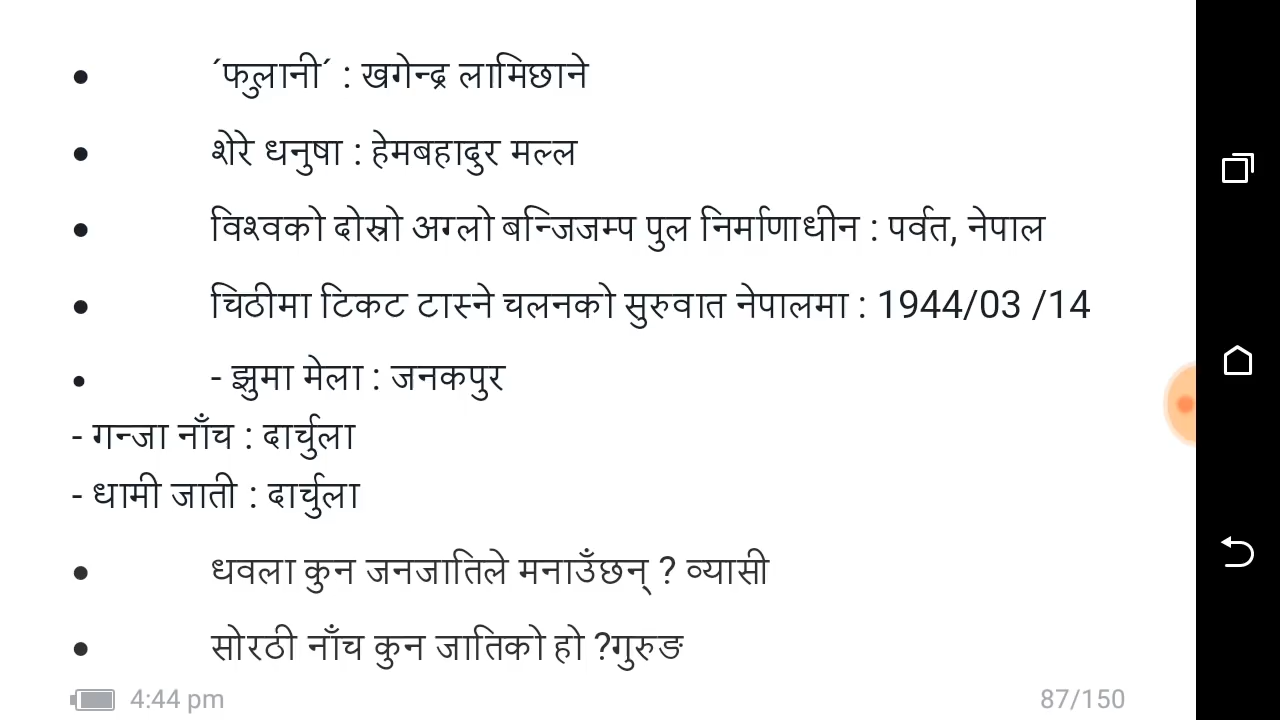 • ´फुलानी´ : खगेन्द्र लामिछाने
• शेरे धनुषा : हेमबहादुर मल्ल
• विश्वको दोस्रो अग्लो बन्जिजम्प पुल निर्माणाधीन : पर्वत, नेपाल
• चिठीमा टिकट टास्ने चलनको सुरुवात नेपालमा : 1944/03 /14
• - झुमा मेला : जनकपुर
- गन्जा नाँच : दार्चुला
- धामी जाती : दार्चुला
• धवला कुन जनजातिले मनाउँछन् ? व्यासी
• सोरठी नाँच कुन जातिको हो ?गुरुङ
4:44 pm 87/150